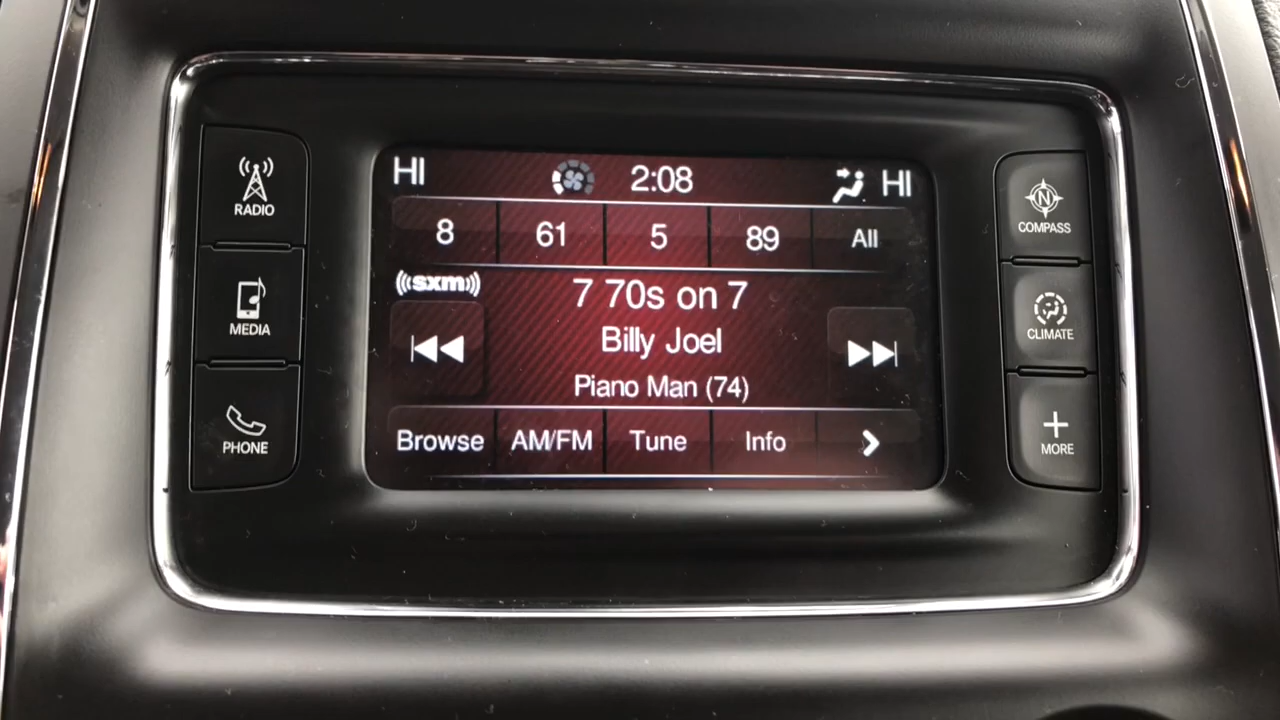 RADIO
MEDIA
PHONE
HI 2:08 HI
8 61 5 89 All
((sxm))
7 70s on 7
Billy Joel
Piano Man (74)
Browse AM/FM Tune Info
N
COMPASS
CLIMATE
MORE